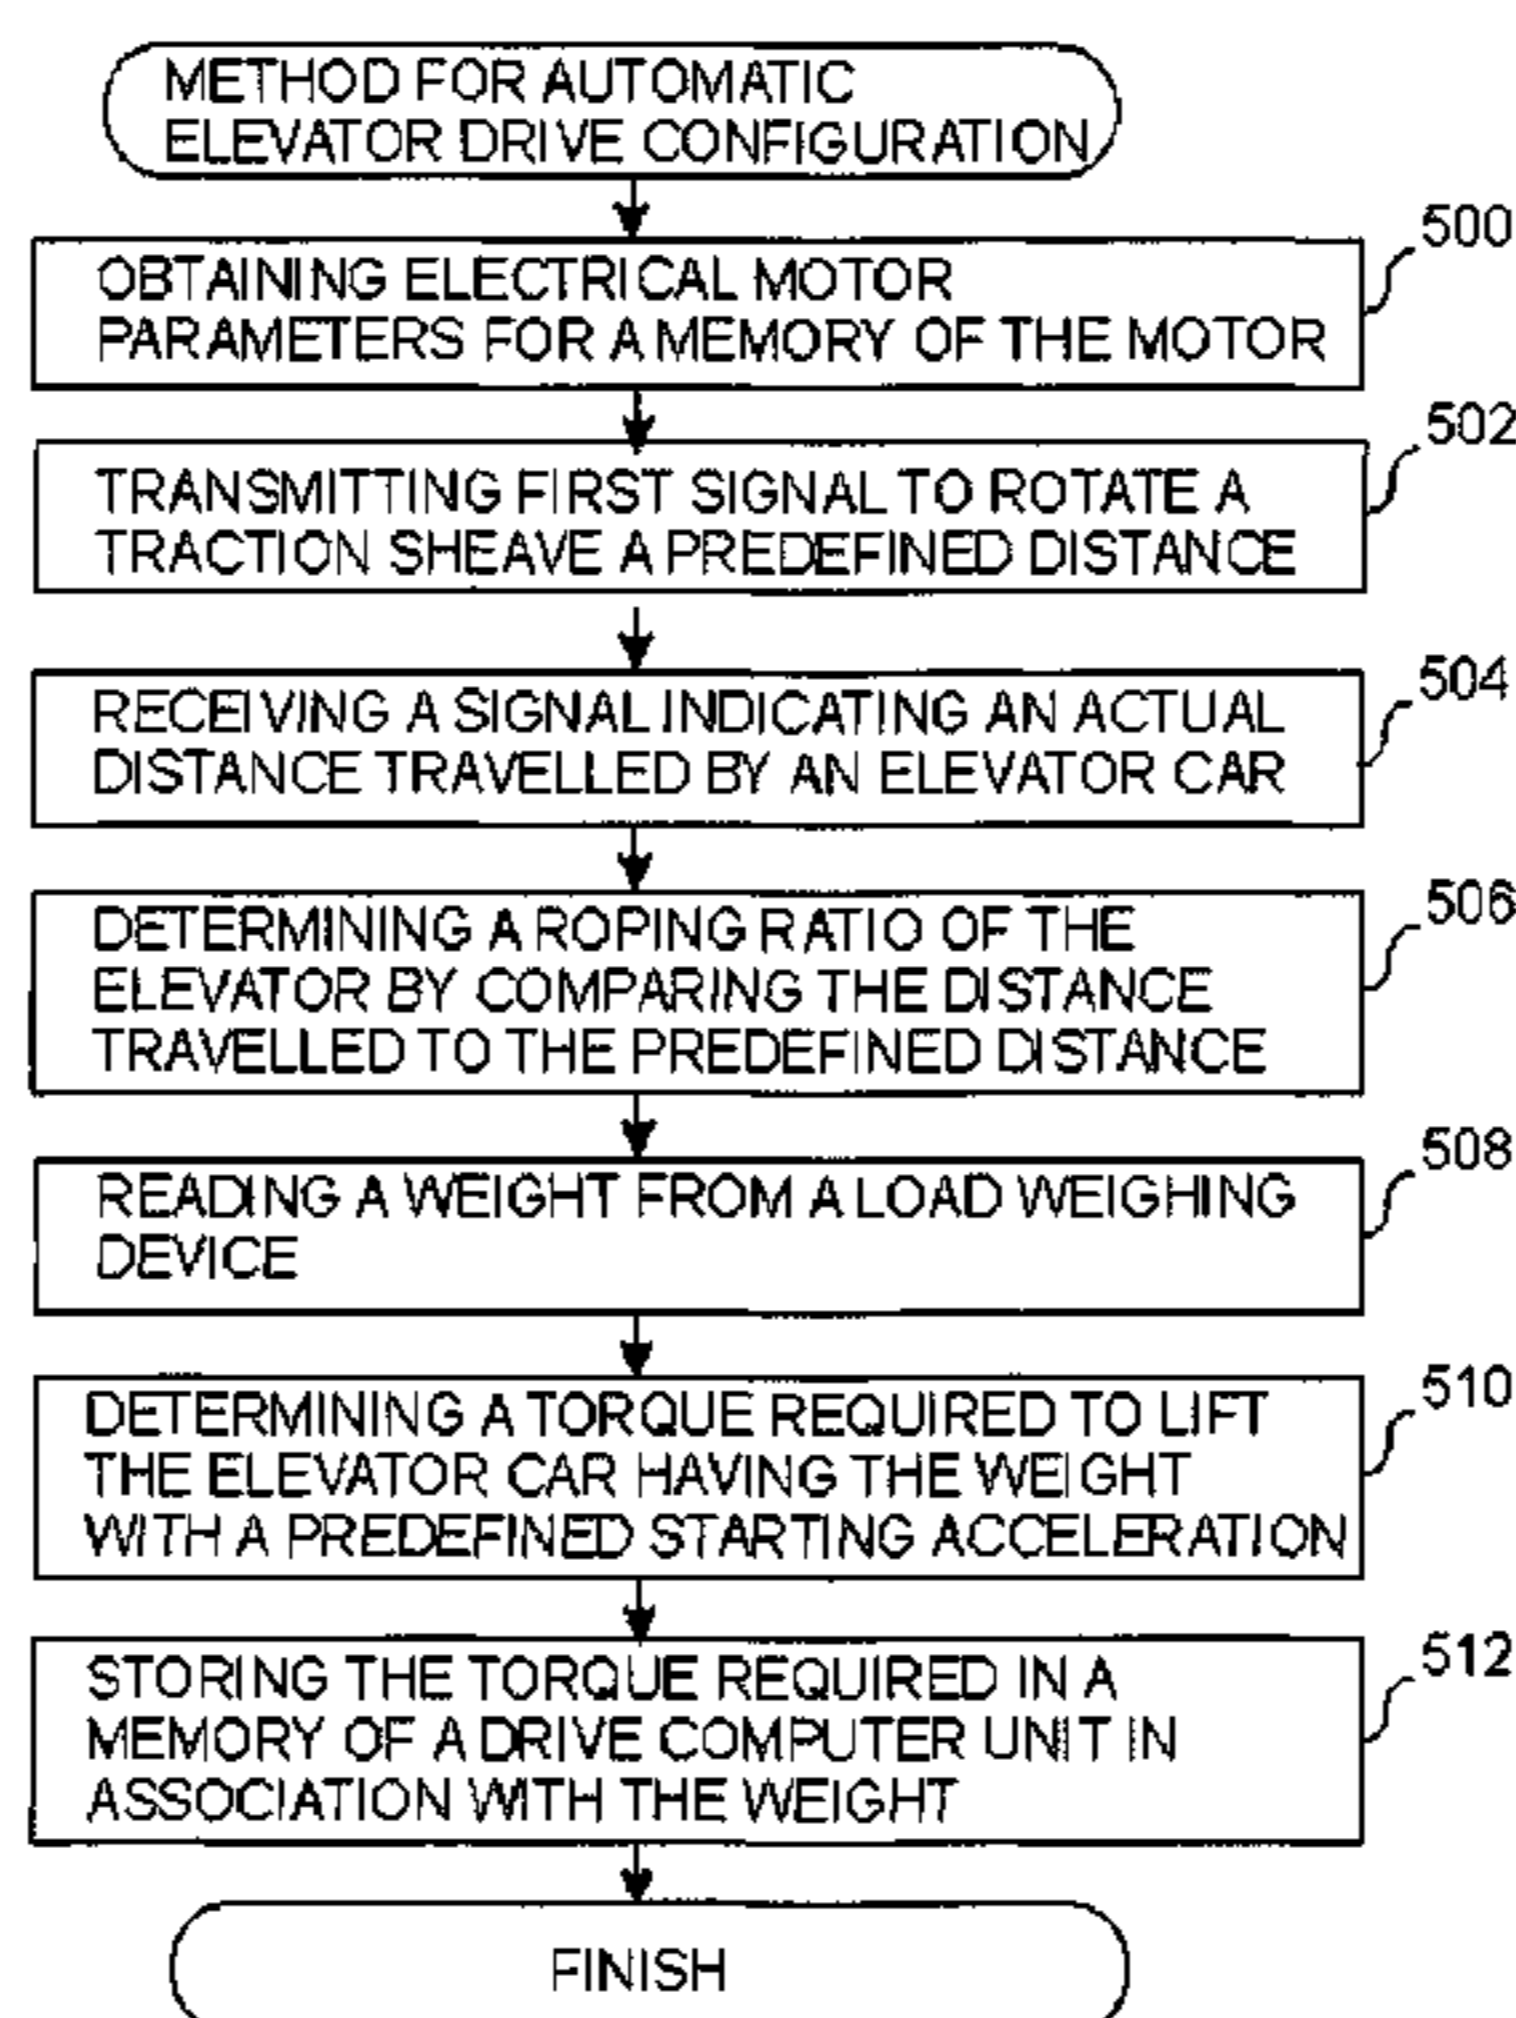 METHOD FOR AUTOMATIC
ELEVATOR DRIVE CONFIGURATION
500
OBTAINING ELECTRICAL MOTOR
PARAMETERS FOR A MEMORY OF THE MOTOR
502
TRANSMITTING FIRST SIGNAL TO ROTATE A
TRACTION SHEAVE A PREDEFINED DISTANCE
504
RECEIVING A SIGNAL INDICATING AN ACTUAL
DISTANCE TRAVELLED BY AN ELEVATOR CAR
506
DETERMINING A ROPING RATIO OF THE
ELEVATOR BY COMPARING THE DISTANCE
TRAVELLED TO THE PREDEFINED DISTANCE
508
READING A WEIGHT FROM A LOAD WEIGHING
DEVICE
510
DETERMINING A TORQUE REQUIRED TO LIFT
THE ELEVATOR CAR HAVING THE WEIGHT
WITH A PREDEFINED STARTING ACCELERATION
512
STORING THE TORQUE REQUIRED IN A
MEMORY OF A DRIVE COMPUTER UNIT IN
ASSOCIATION WITH THE WEIGHT
FINISH